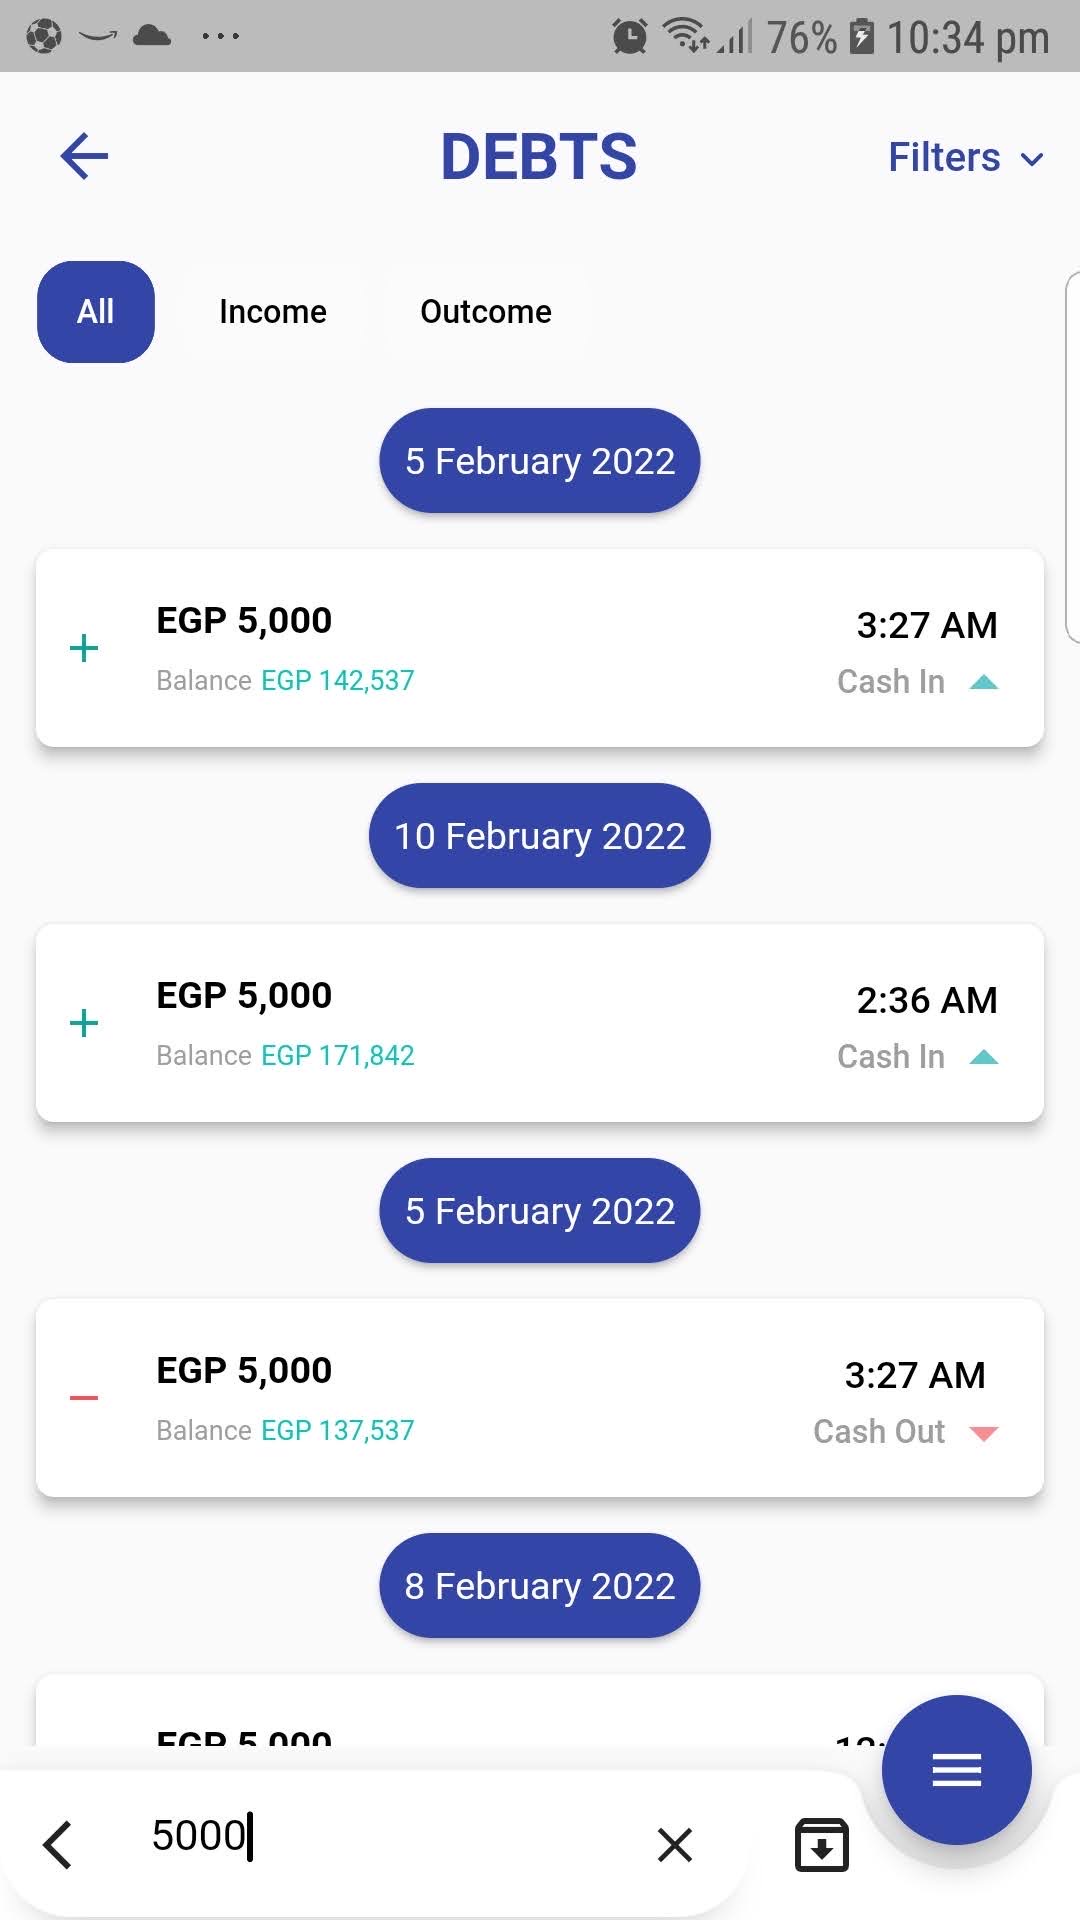 76% 10:34 pm
DEBTS
Filters
All Income Outcome
5 February 2022
EGP 5,000
3:27 AM
Balance EGP 142,537
Cash In
10 February 2022
EGP 5,000
2:36 AM
Balance EGP 171,842
Cash In
5 February 2022
EGP 5,000
3:27 AM
Balance EGP 137,537
Cash Out
8 February 2022
EGP 5,000
5000